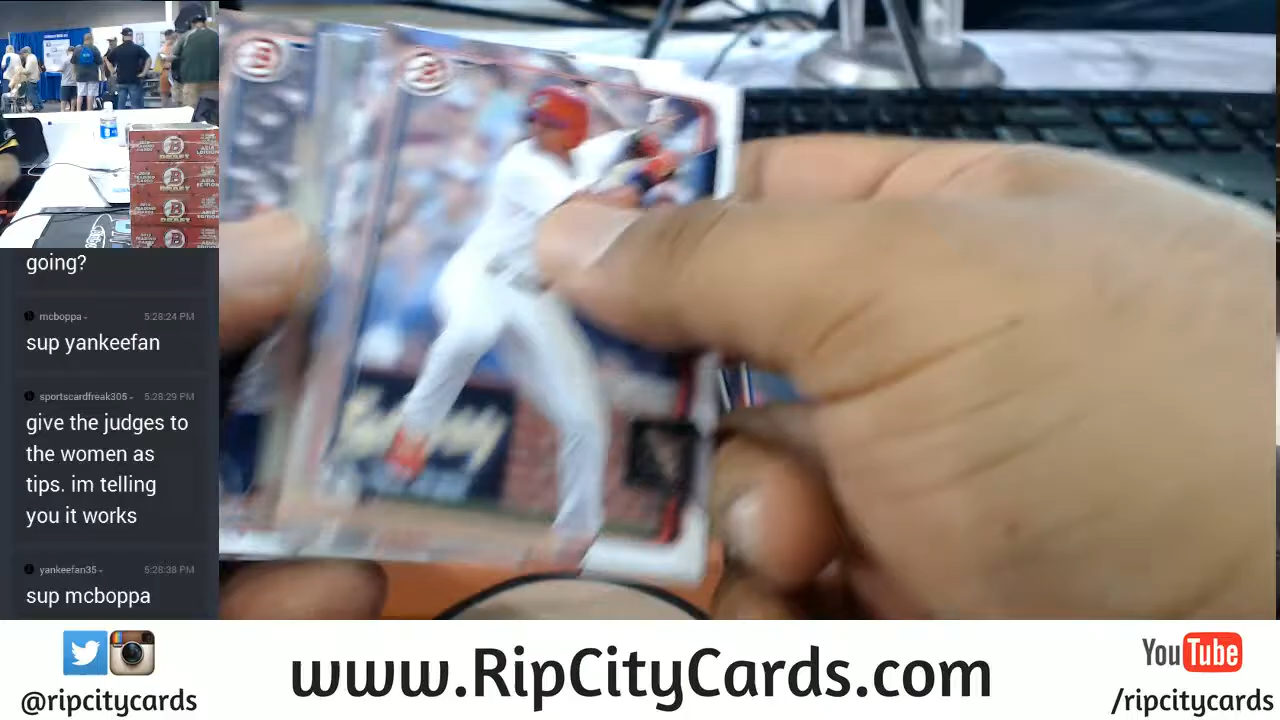 going?
mcboppa-
5:28:24 PM
sup yankeefan
sportscardfreak305-
5:28:29 PM
give the judges to
the women as
tips. im telling
you it works
yankeefan35-
5:28:38 PM
sup mcboppa
@ripcitycards
www.RipCityCards.com
YouTube
/ripcitycards